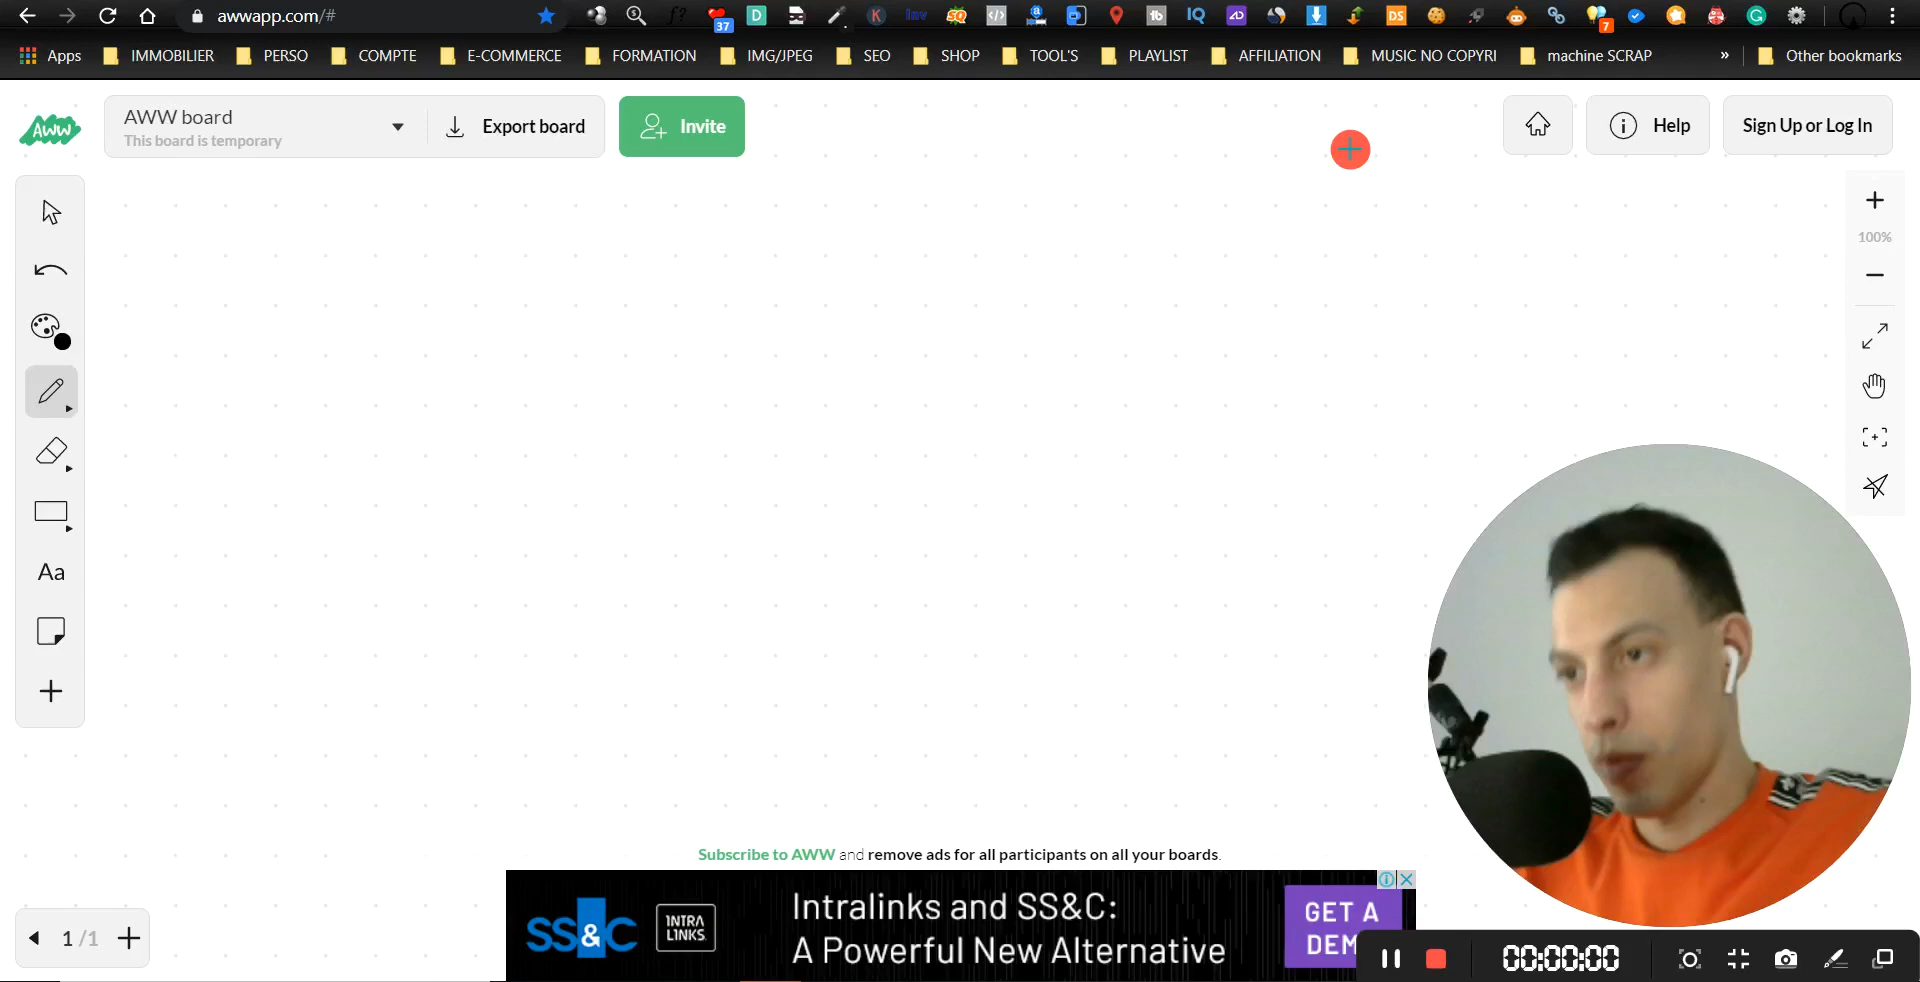 awwapp.com/#
37
7
Apps
IMMOBILIER
PERSO
COMPTE
E-COMMERCE
FORMATION
IMG/JPEG
SEO
SHOP
TOOL'S
PLAYLIST
AFFILIATION
MUSIC NO COPYRI
machine SCRAP
»
Other bookmarks
AWW
AWW board
This board is temporary
Export board
Invite
Help
Sign Up or Log In
100%
Aa
Subscribe to AWW and remove ads for all participants on all your boards.
SS&C
INTRA
LINKS
Intralinks and SS&C:
A Powerful New Alternative
GET A
DEM
1 /1
00:00:00